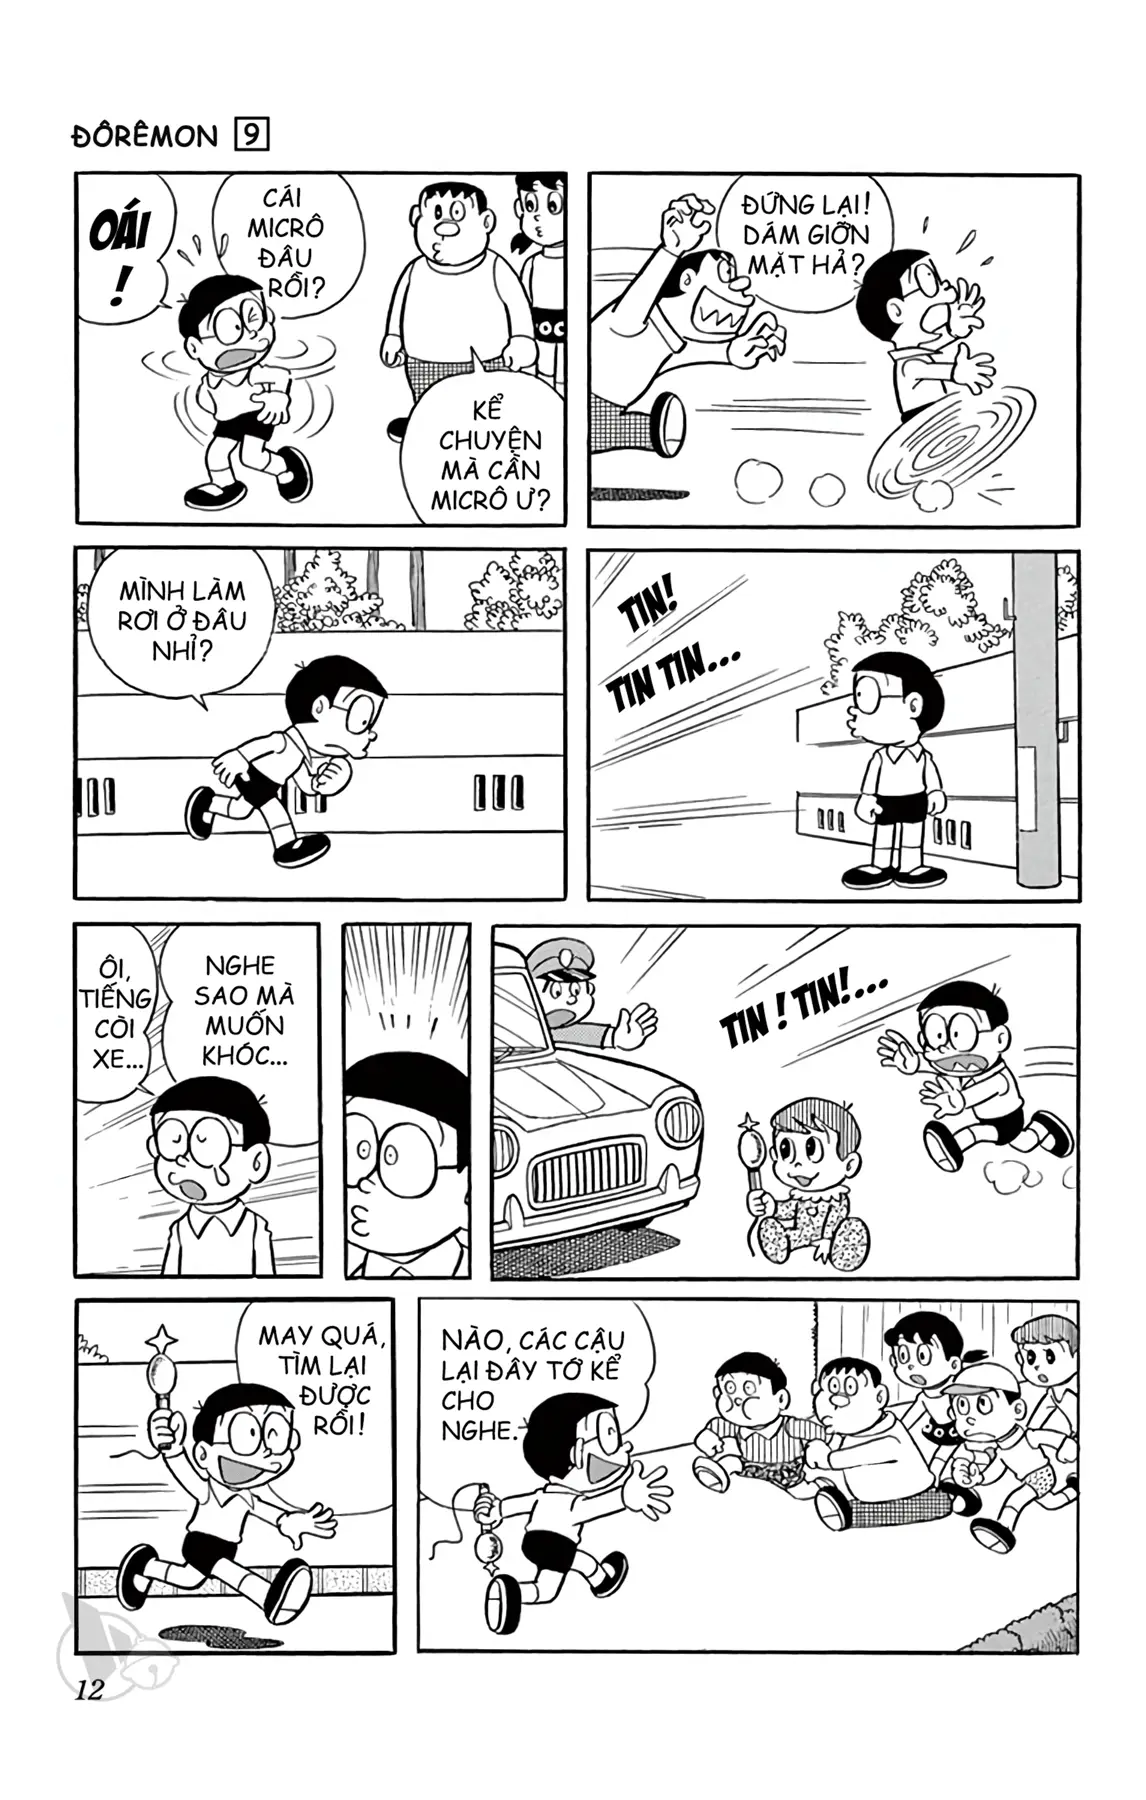 ĐÔRÊMON 9
OÁI
!
CÁI
MICRÔ
ĐÂU
RỒI?
KỂ
CHUYỆN
MÀ CẦN
MICRÔ Ư?
ĐỨNG LẠI!
DÁM GIỠN
MẶT HẢ?
MÌNH LÀM
RƠI Ở ĐÂU
NHỈ?
TIN!
TIN TIN...
ÔI,
TIẾNG
CÒI
XE...
NGHE
SAO MÀ
MUỐN
KHÓC...
TIN! TIN!....
MAY QUÁ,
TÌM LẠI
ĐƯỢC
RỒI!
NÀO, CÁC CẬU
LẠI ĐÂY TỚ KỂ
CHO
NGHE.
12